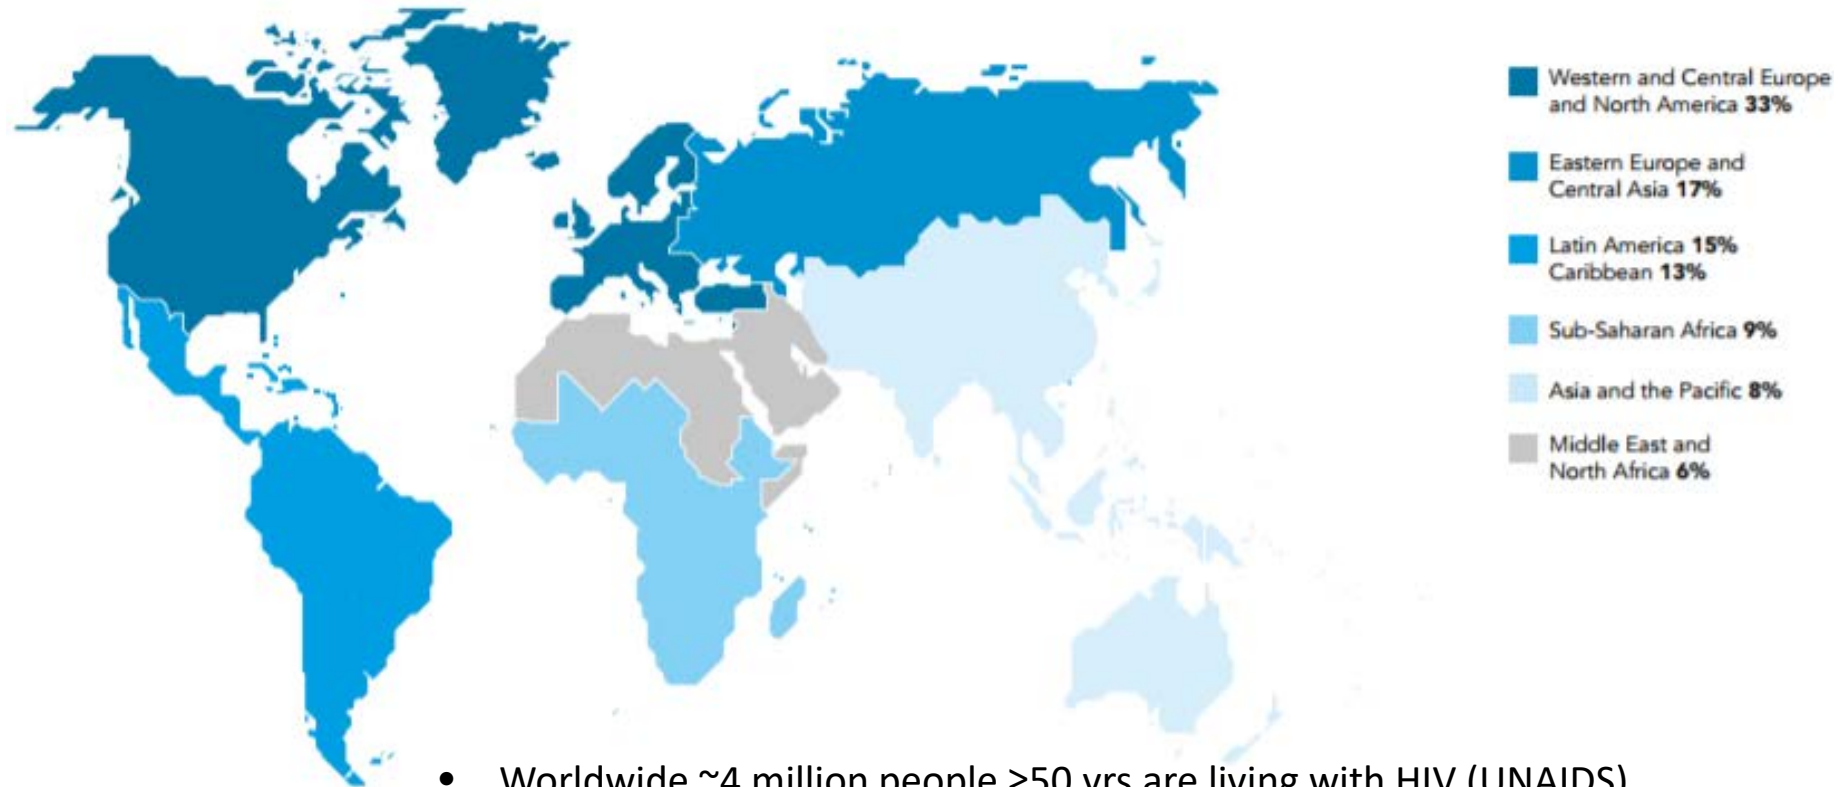 Western and Central Europe
and North America 33%
Eastern Europe and
Central Asia 17%
Latin America 15%
Caribbean 13%
Sub-Saharan Africa 9%
Asia and the Pacific 8%
Middle East and
North Africa 6%
• Worldwide ~4 million people ≥50 yrs are living with HIV (UNAIDS)